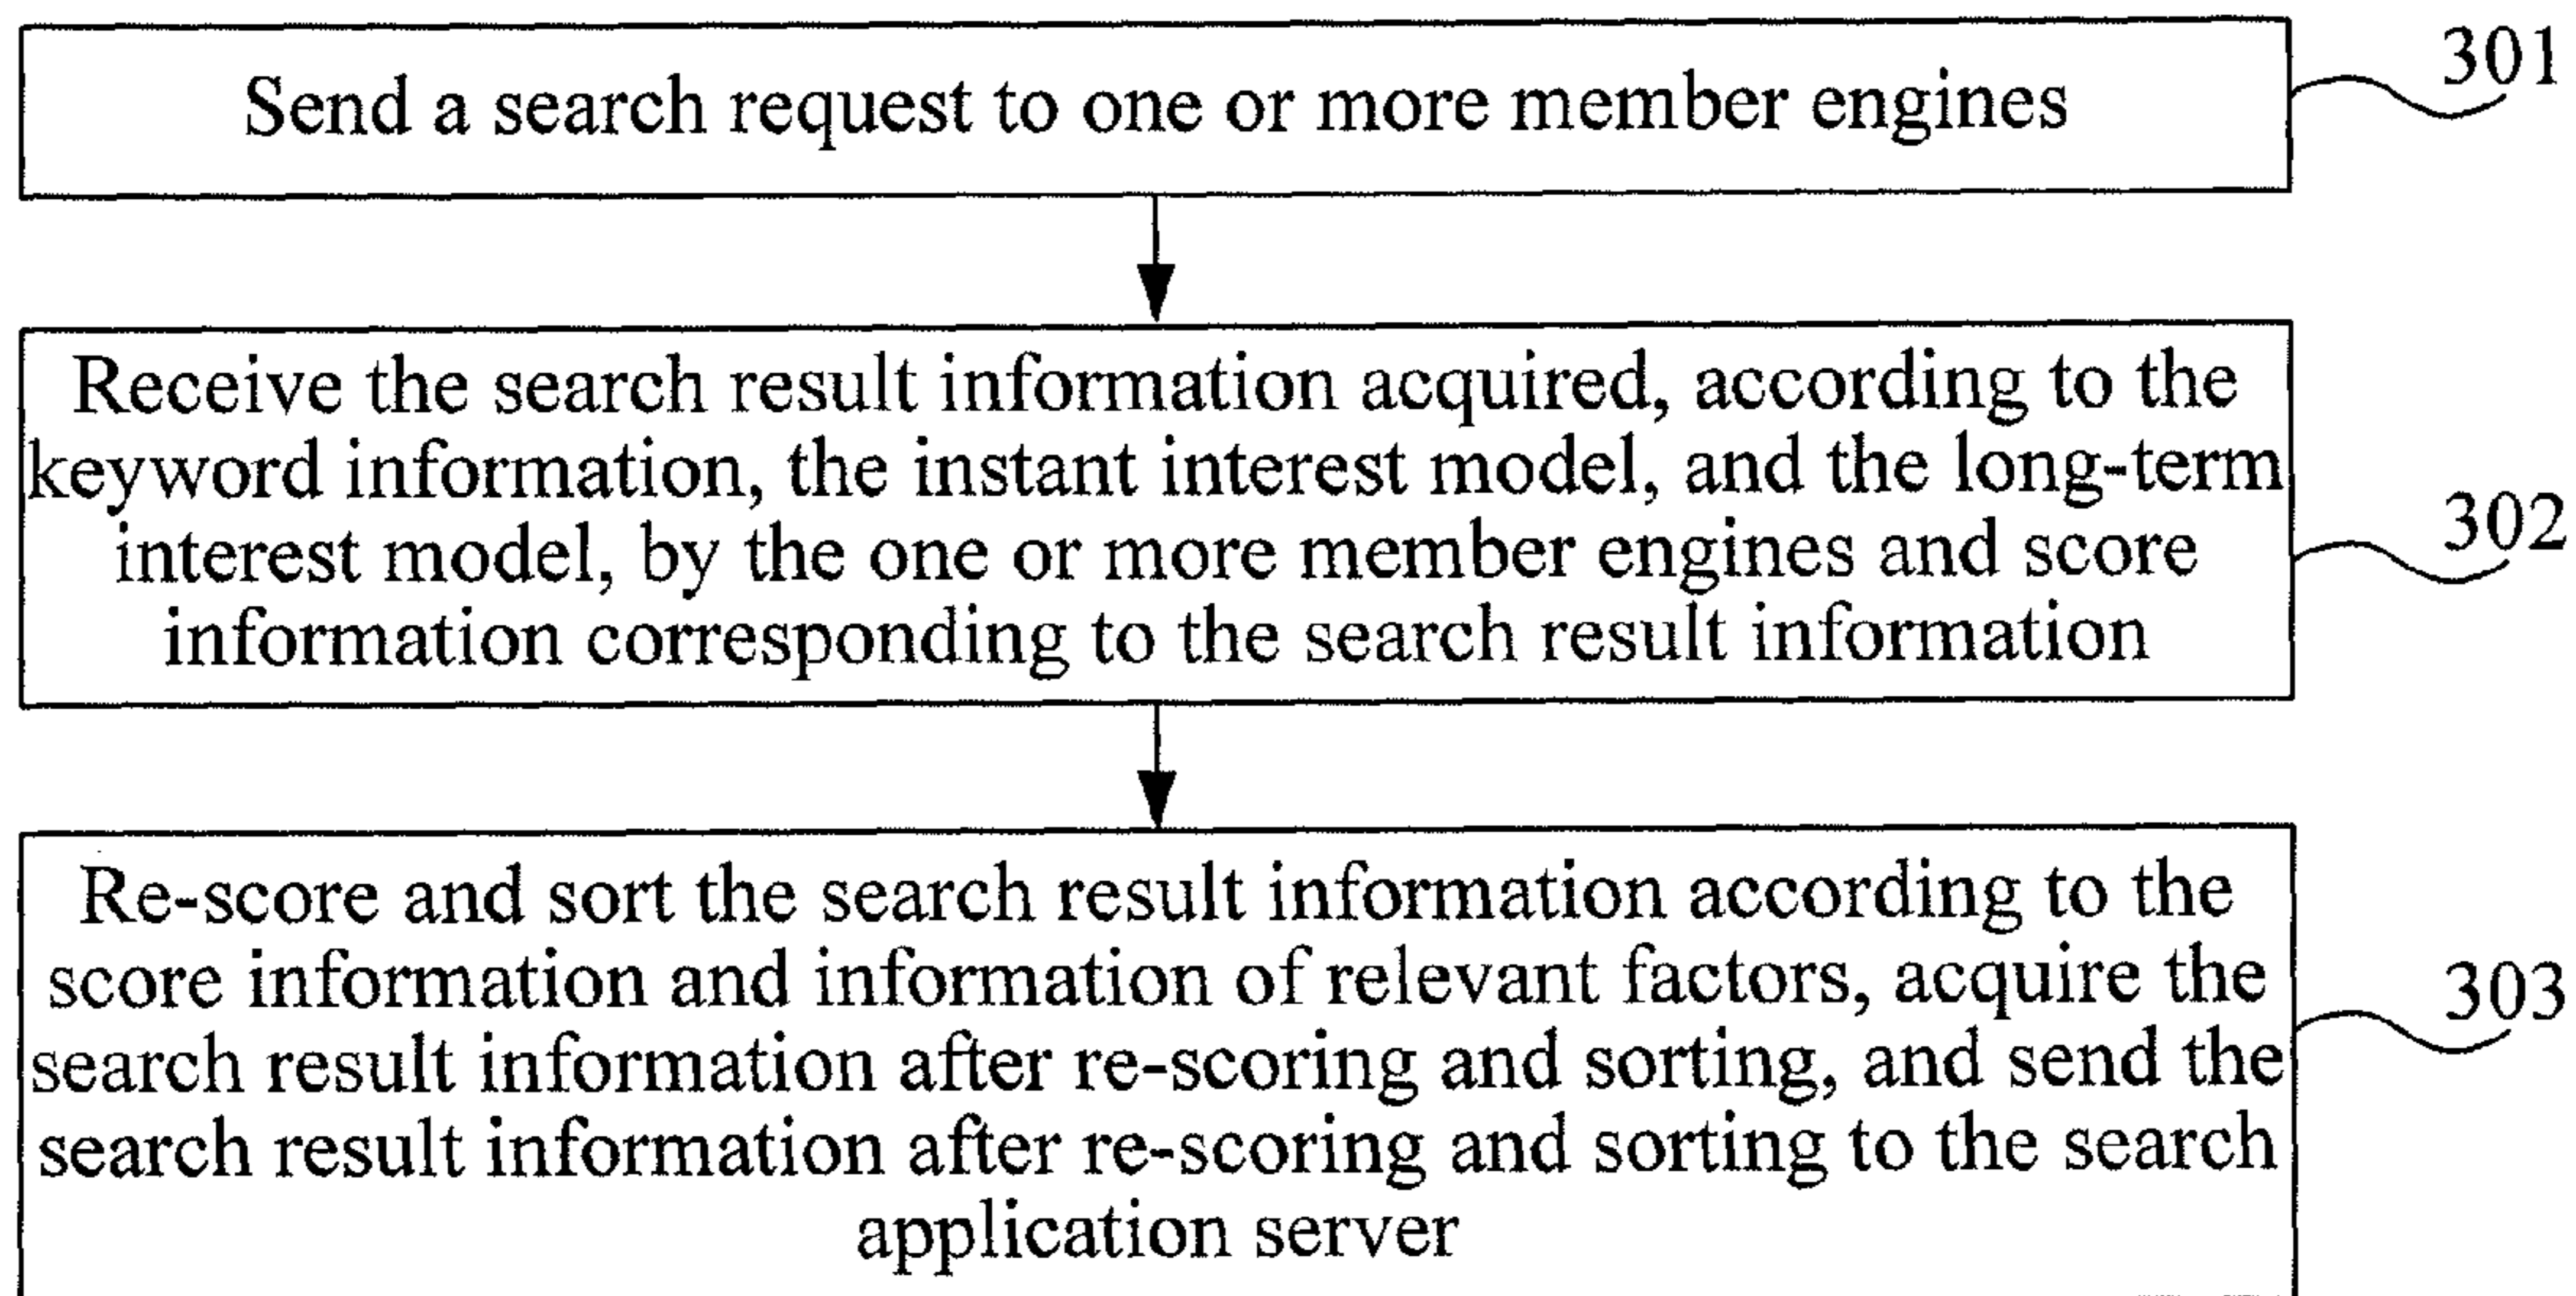 Send a search request to one or more member engines
301
Receive the search result information acquired, according to the
keyword information, the instant interest model, and the long-term
interest model, by the one or more member engines and score
information corresponding to the search result information
302
Re-score and sort the search result information according to the
score information and information of relevant factors, acquire the
search result information after re-scoring and sorting, and send the
search result information after re-scoring and sorting to the search
application server
303